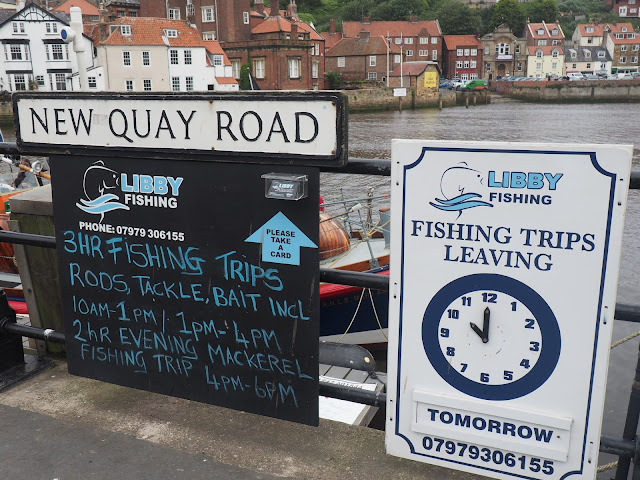 NEW QUAY ROAD
LIBBY
FISHING
PHONE: 07979 306155
PLEASE
TAKE A
CARD
3HR FISHING TRIPS
RODS, TACKLE, BAIT INCL
10AM-1PM / 1PM-4PM
2hr EVENING MACKEREL
FISHING TRIP 4PM-6PM
LIBBY
FISHING
FISHING TRIPS
LEAVING
12
1
2
3
4
5
6
7
8
9
10
11
TOMORROW
07979306155